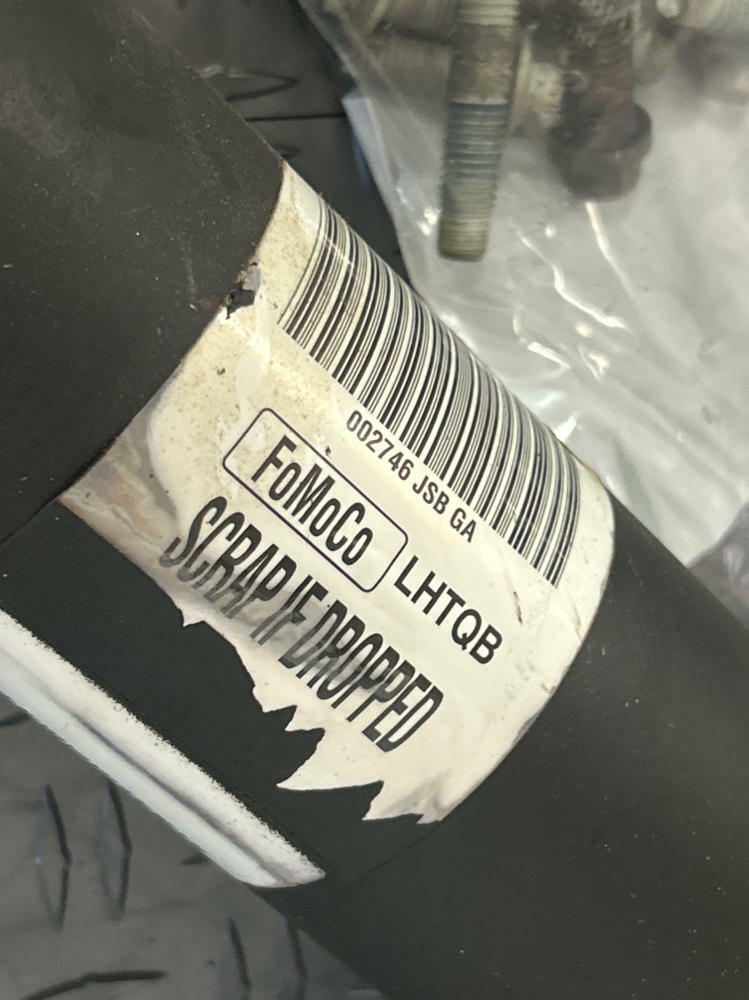 002746 JSB GA
FoMoCo LHTQB
SCRAP IF DROPPED